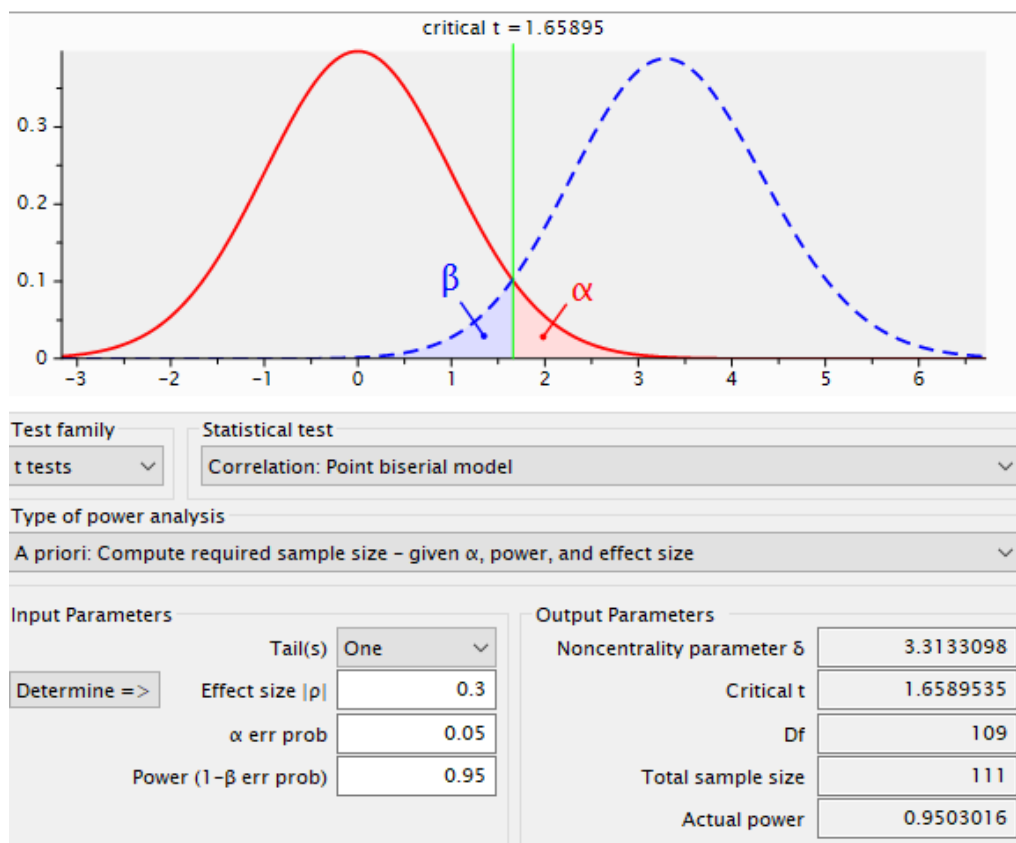 critical t = 1.65895
0.3
0.2
β
α
0.1
0
-3 -2 -1 0 1 2 3 4 5 6
Test family Statistical test
t tests Correlation: Point biserial model
Type of power analysis
A priori: Compute required sample size – given α, power, and effect size
Input Parameters Output Parameters
Tail(s) One Noncentrality parameter δ 3.3133098
Determine => Effect size |ρ| 0.3 Critical t 1.6589535
α err prob 0.05 Df 109
Power (1-β err prob) 0.95 Total sample size 111
Actual power 0.9503016